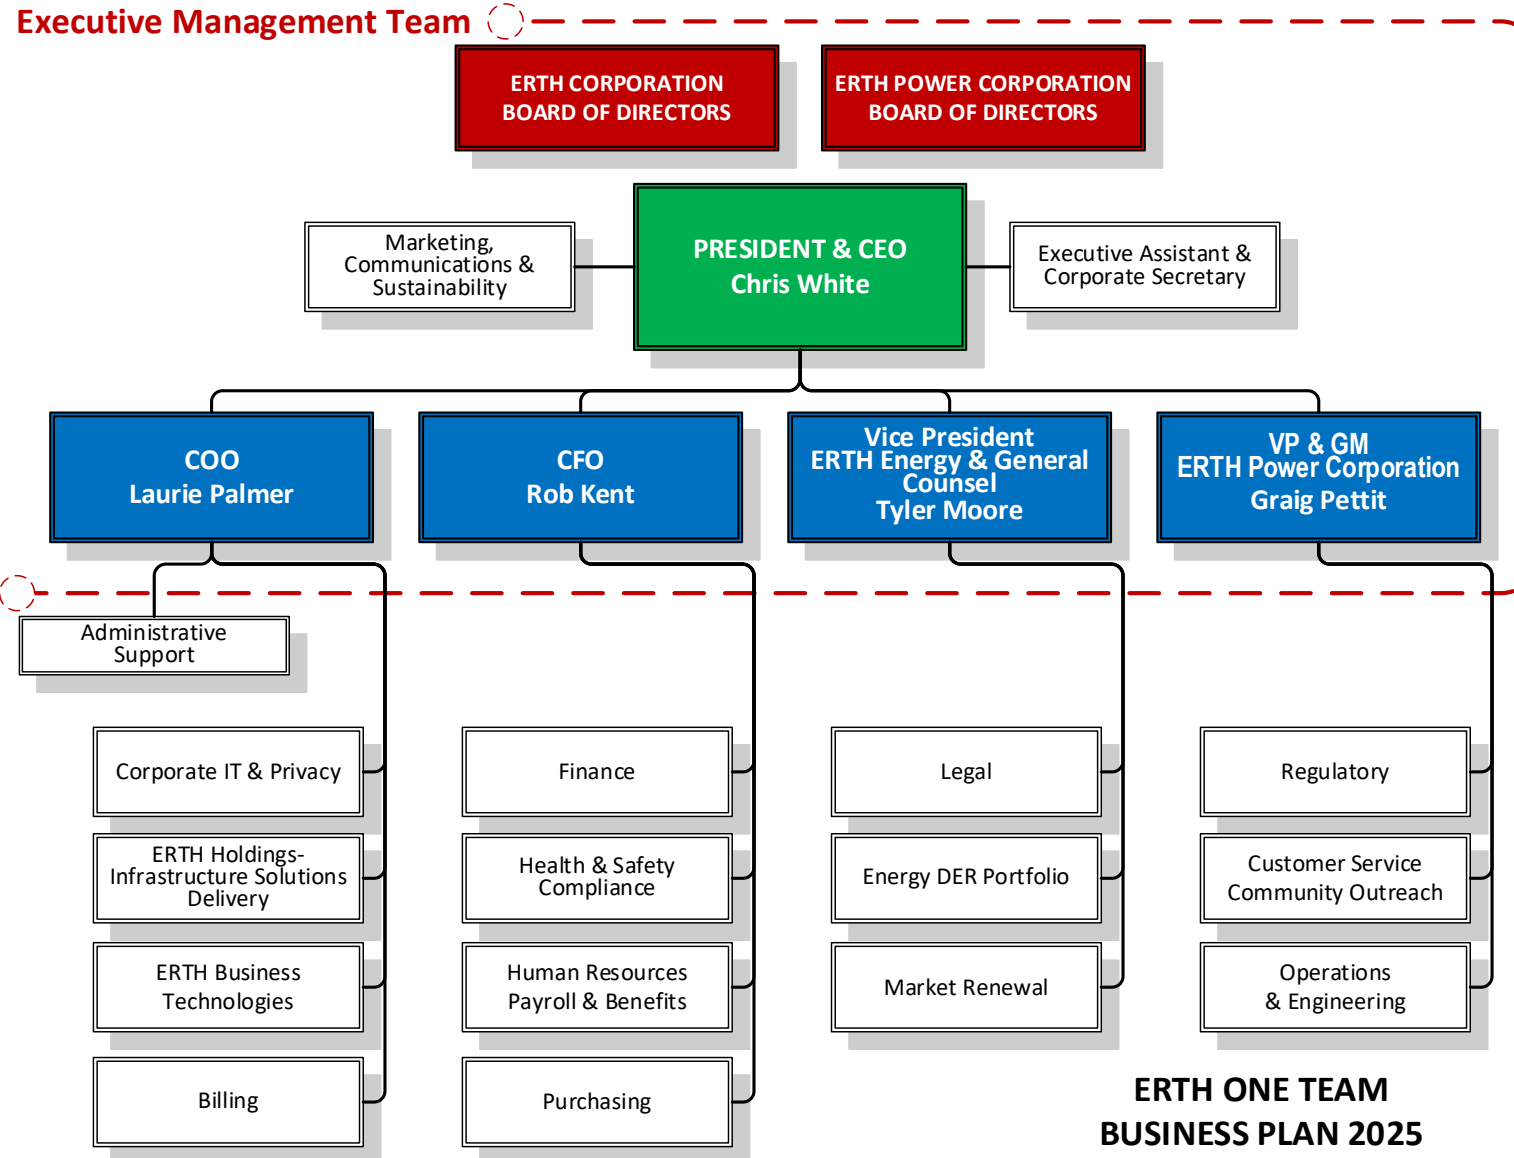 Executive Management Team
ERTH CORPORATION
BOARD OF DIRECTORS
ERTH POWER CORPORATION
BOARD OF DIRECTORS
Marketing,
Communications &
Sustainability
PRESIDENT & CEO
Chris White
Executive Assistant &
Corporate Secretary
COO
Laurie Palmer
CFO
Rob Kent
Vice President
ERTH Energy & General
Counsel
Tyler Moore
VP & GM
ERTH Power Corporation
Graig Pettit
Administrative
Support
Corporate IT & Privacy
Finance
Legal
Regulatory
ERTH Holdings-
Infrastructure Solutions
Delivery
Health & Safety
Compliance
Energy DER Portfolio
Customer Service
Community Outreach
ERTH Business
Technologies
Human Resources
Payroll & Benefits
Market Renewal
Operations
& Engineering
Billing
Purchasing
ERTH ONE TEAM
BUSINESS PLAN 2025